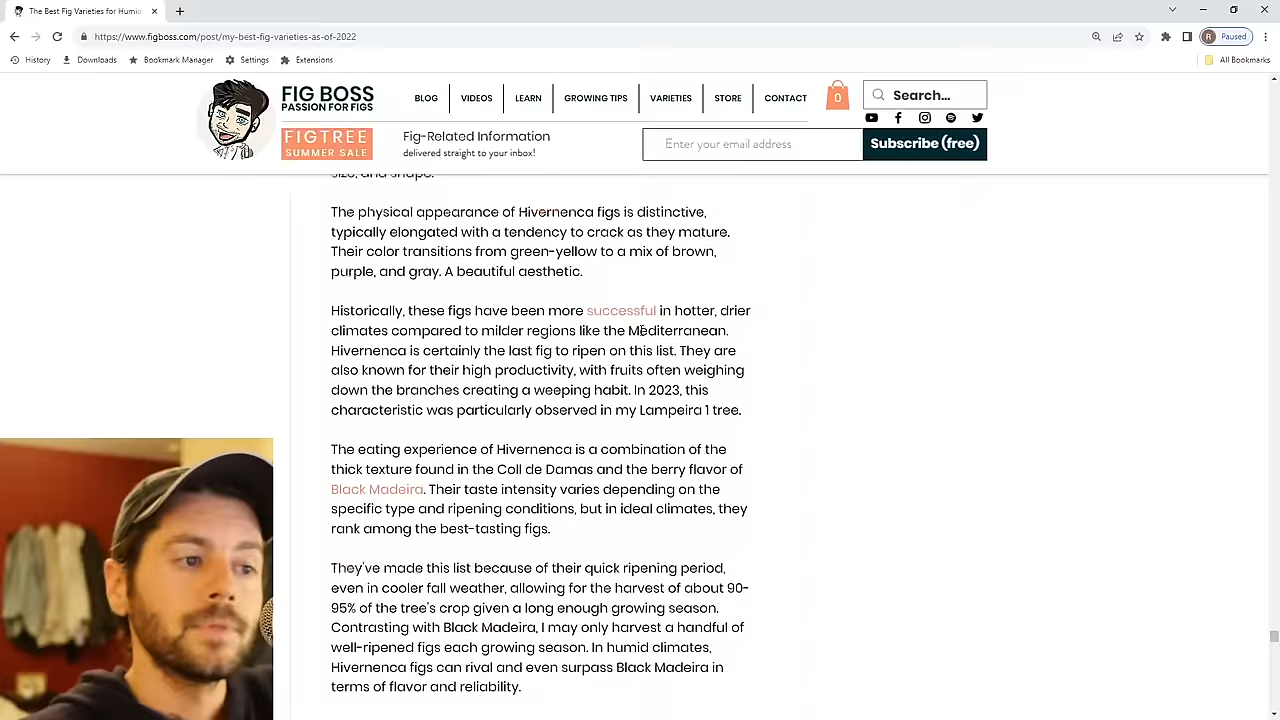 The Best Fig Varieties for Humid
https://www.figboss.com/post/my-best-fig-varieties-as-of-2022
R Paused
History Downloads Bookmark Manager Settings Extensions All Bookmarks
FIG BOSS
PASSION FOR FIGS
BLOG VIDEOS LEARN GROWING TIPS VARIETIES STORE CONTACT
0
Search...
FIGTREE
SUMMER SALE
Fig-Related Information
delivered straight to your inbox!
Enter your email address
Subscribe (free)
size, and shape.
The physical appearance of Hivernenca figs is distinctive,
typically elongated with a tendency to crack as they mature.
Their color transitions from green-yellow to a mix of brown,
purple, and gray. A beautiful aesthetic.
Historically, these figs have been more successful in hotter, drier
climates compared to milder regions like the Mediterranean.
Hivernenca is certainly the last fig to ripen on this list. They are
also known for their high productivity, with fruits often weighing
down the branches creating a weeping habit. In 2023, this
characteristic was particularly observed in my Lampeira 1 tree.
The eating experience of Hivernenca is a combination of the
thick texture found in the Coll de Damas and the berry flavor of
Black Madeira. Their taste intensity varies depending on the
specific type and ripening conditions, but in ideal climates, they
rank among the best-tasting figs.
They've made this list because of their quick ripening period,
even in cooler fall weather, allowing for the harvest of about 90-
95% of the tree's crop given a long enough growing season.
Contrasting with Black Madeira, I may only harvest a handful of
well-ripened figs each growing season. In humid climates,
Hivernenca figs can rival and even surpass Black Madeira in
terms of flavor and reliability.